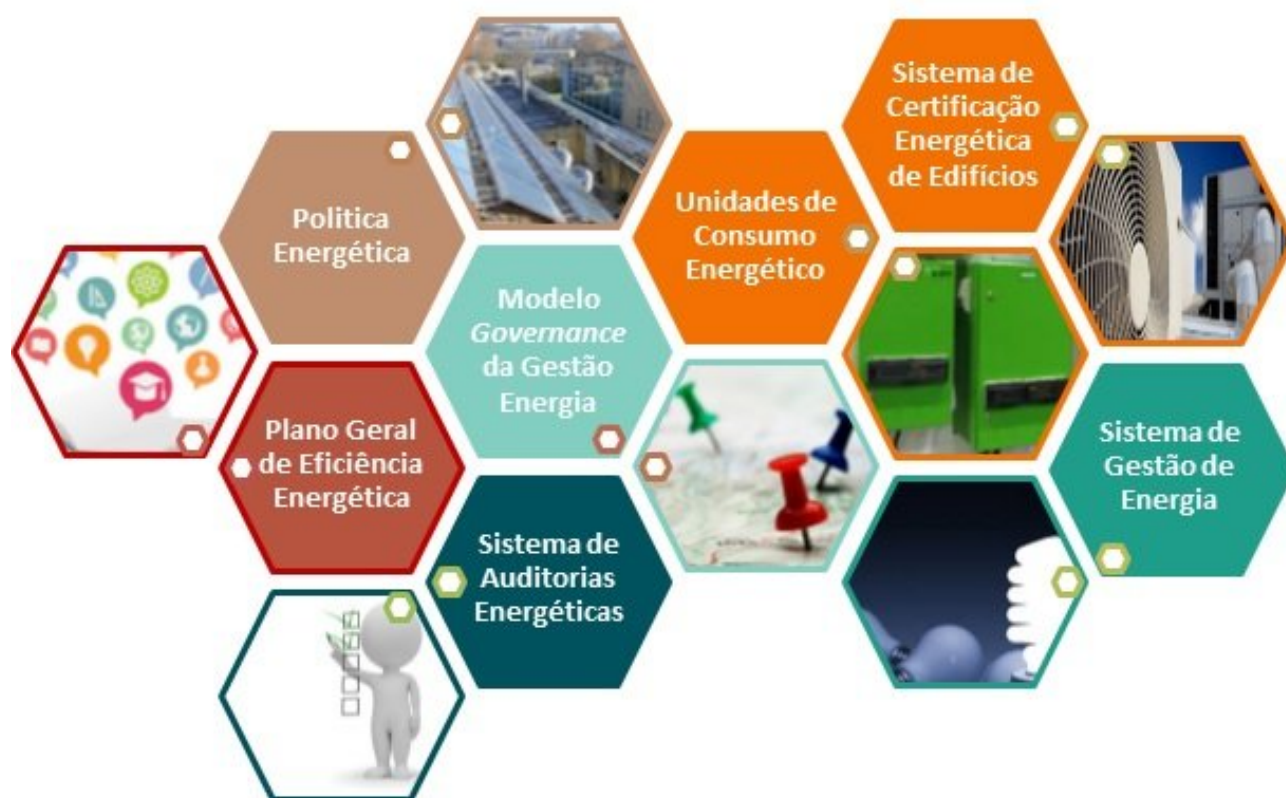 Politica
Energética
Plano Geral
de Eficiência
Energética
Modelo
Governance
da Gestão
Energia
Sistema de
Auditorias
Energéticas
Unidades de
Consumo
Energético
Sistema de
Certificação
Energética
de Edifícios
Sistema de
Gestão de
Energia